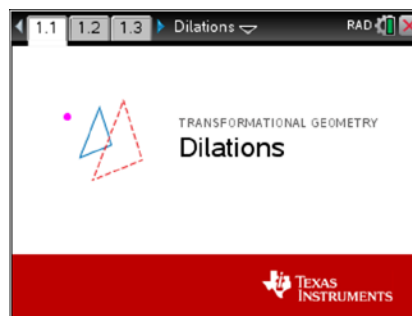 1.1 1.2 1.3 Dilations RAD
TRANSFORMATIONAL GEOMETRY
Dilations
TEXAS
INSTRUMENTS